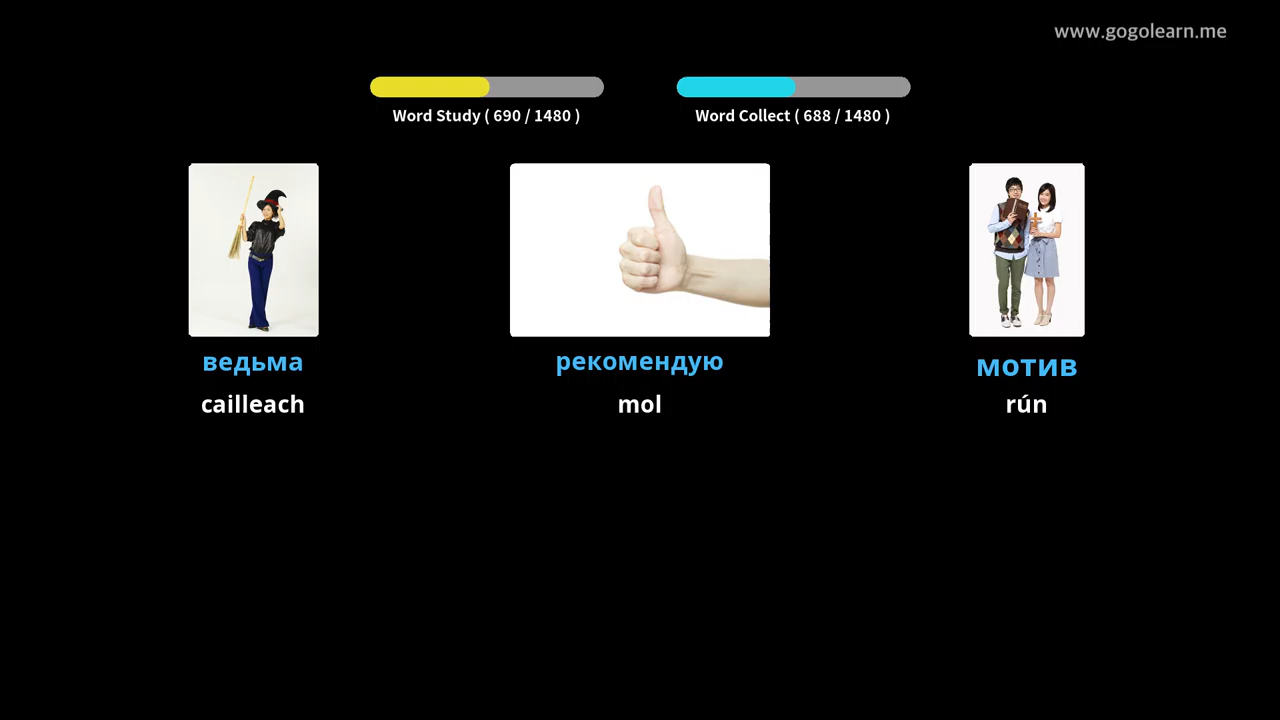 www.gogolearn.me
Word Study ( 690 / 1480 )
Word Collect ( 688 / 1480 )
ведьма
рекомендую
мотив
cailleach
mol
rún